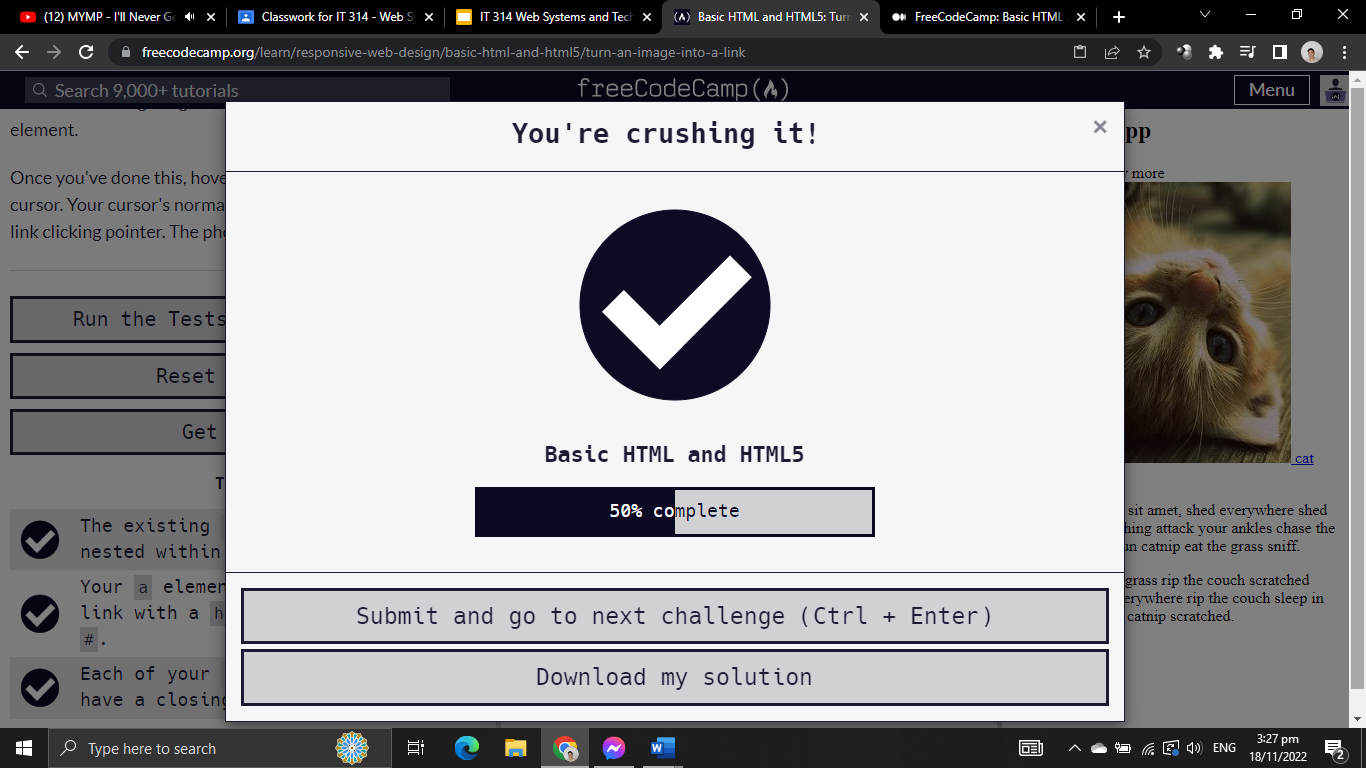 (12) MYMP - I'll Never Ge
Classwork for IT 314 - Web Sy
IT 314 Web Systems and Tech
Basic HTML and HTML5: Turn
FreeCodeCamp: Basic HTML
freecodecamp.org/learn/responsive-web-design/basic-html-and-html5/turn-an-image-into-a-link
Search 9,000+ tutorials
freeCodeCamp
Menu
element.
Once you've done this, hove
cursor. Your cursor's norma
link clicking pointer. The pho
Run the Tests
Reset
Get
T
The existing
nested within
Your a elemen
link with a h
#.
Each of your
have a closing
You're crushing it!
×
Basic HTML and HTML5
50% complete
Submit and go to next challenge (Ctrl + Enter)
Download my solution
pp
more
cat
sit amet, shed everywhere shed
hing attack your ankles chase the
un catnip eat the grass sniff.
grass rip the couch scratched
erywhere rip the couch sleep in
catnip scratched.
Type here to search
ENG
3:27 pm
18/11/2022
2